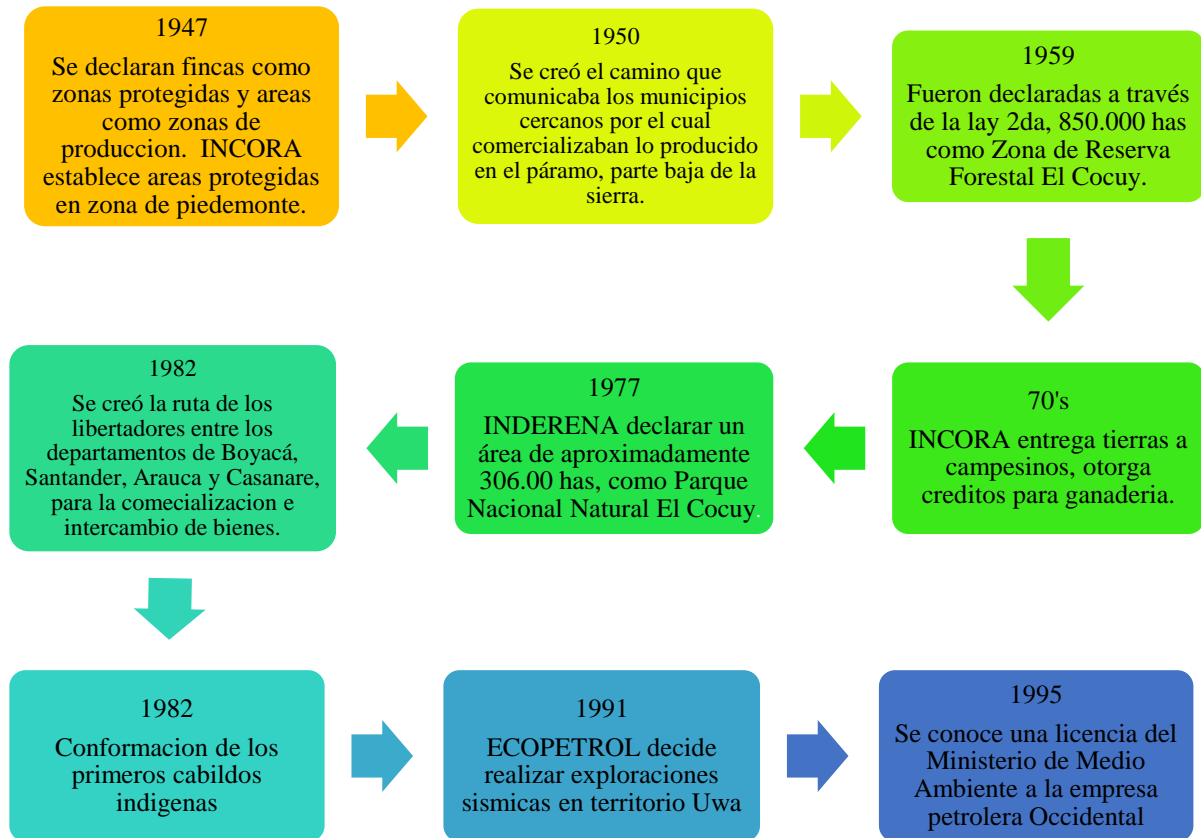 1947
Se declaran fincas como
zonas protegidas y areas
como zonas de
produccion. INCORA
establece areas protegidas
en zona de piedemonte.
1950
Se creó el camino que
comunicaba los municipios
cercanos por el cual
comercializaban lo producido
en el páramo, parte baja de la
sierra.
1959
Fueron declaradas a través
de la lay 2da, 850.000 has
como Zona de Reserva
Forestal El Cocuy.
70's
INCORA entrega tierras a
campesinos, otorga
creditos para ganaderia.
1977
INDERENA declarar un
área de aproximadamente
306.00 has, como Parque
Nacional Natural El Cocuy.
1982
Se creó la ruta de los
libertadores entre los
departamentos de Boyacá,
Santander, Arauca y Casanare,
para la comecializacion e
intercambio de bienes.
1982
Conformacion de los
primeros cabildos
indigenas
1991
ECOPETROL decide
realizar exploraciones
sismicas en territorio Uwa
1995
Se conoce una licencia del
Ministerio de Medio
Ambiente a la empresa
petrolera Occidental